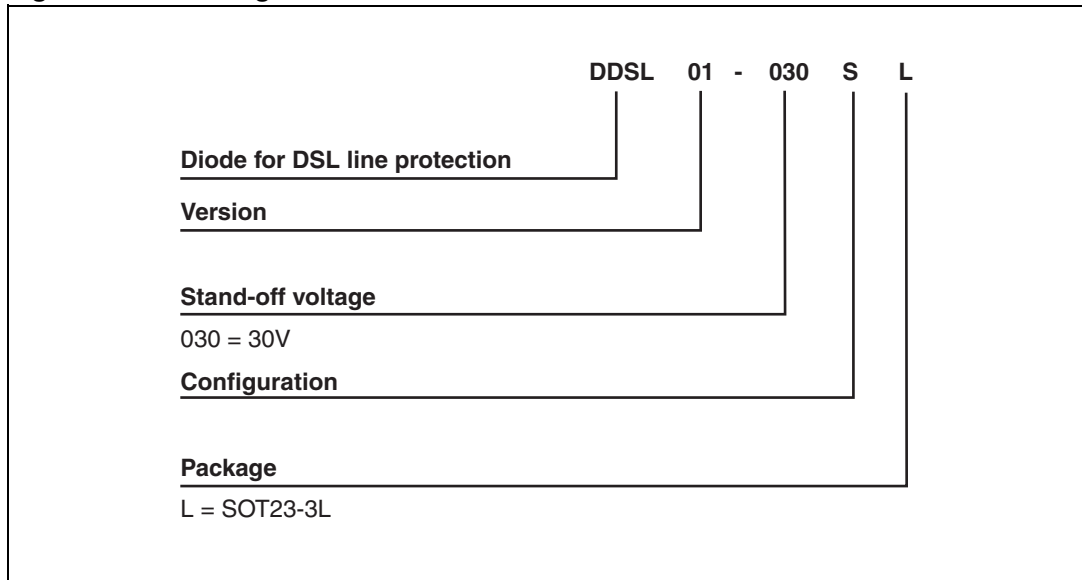 DDSL 01 - 030 S L
Diode for DSL line protection
Version
Stand-off voltage
030 = 30V
Configuration
Package
L = SOT23-3L